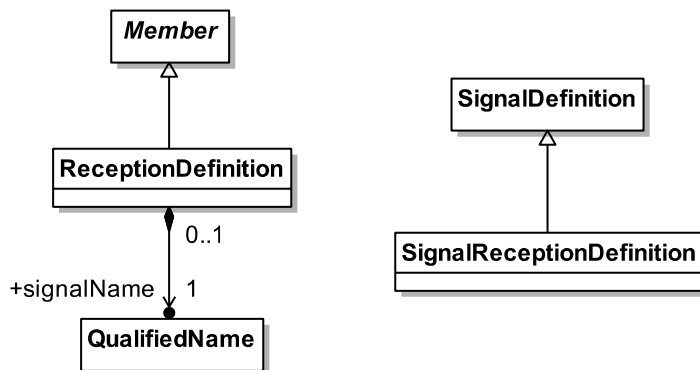 Member
SignalDefinition
ReceptionDefinition
0..1
SignalReceptionDefinition
+signalName 1
QualifiedName